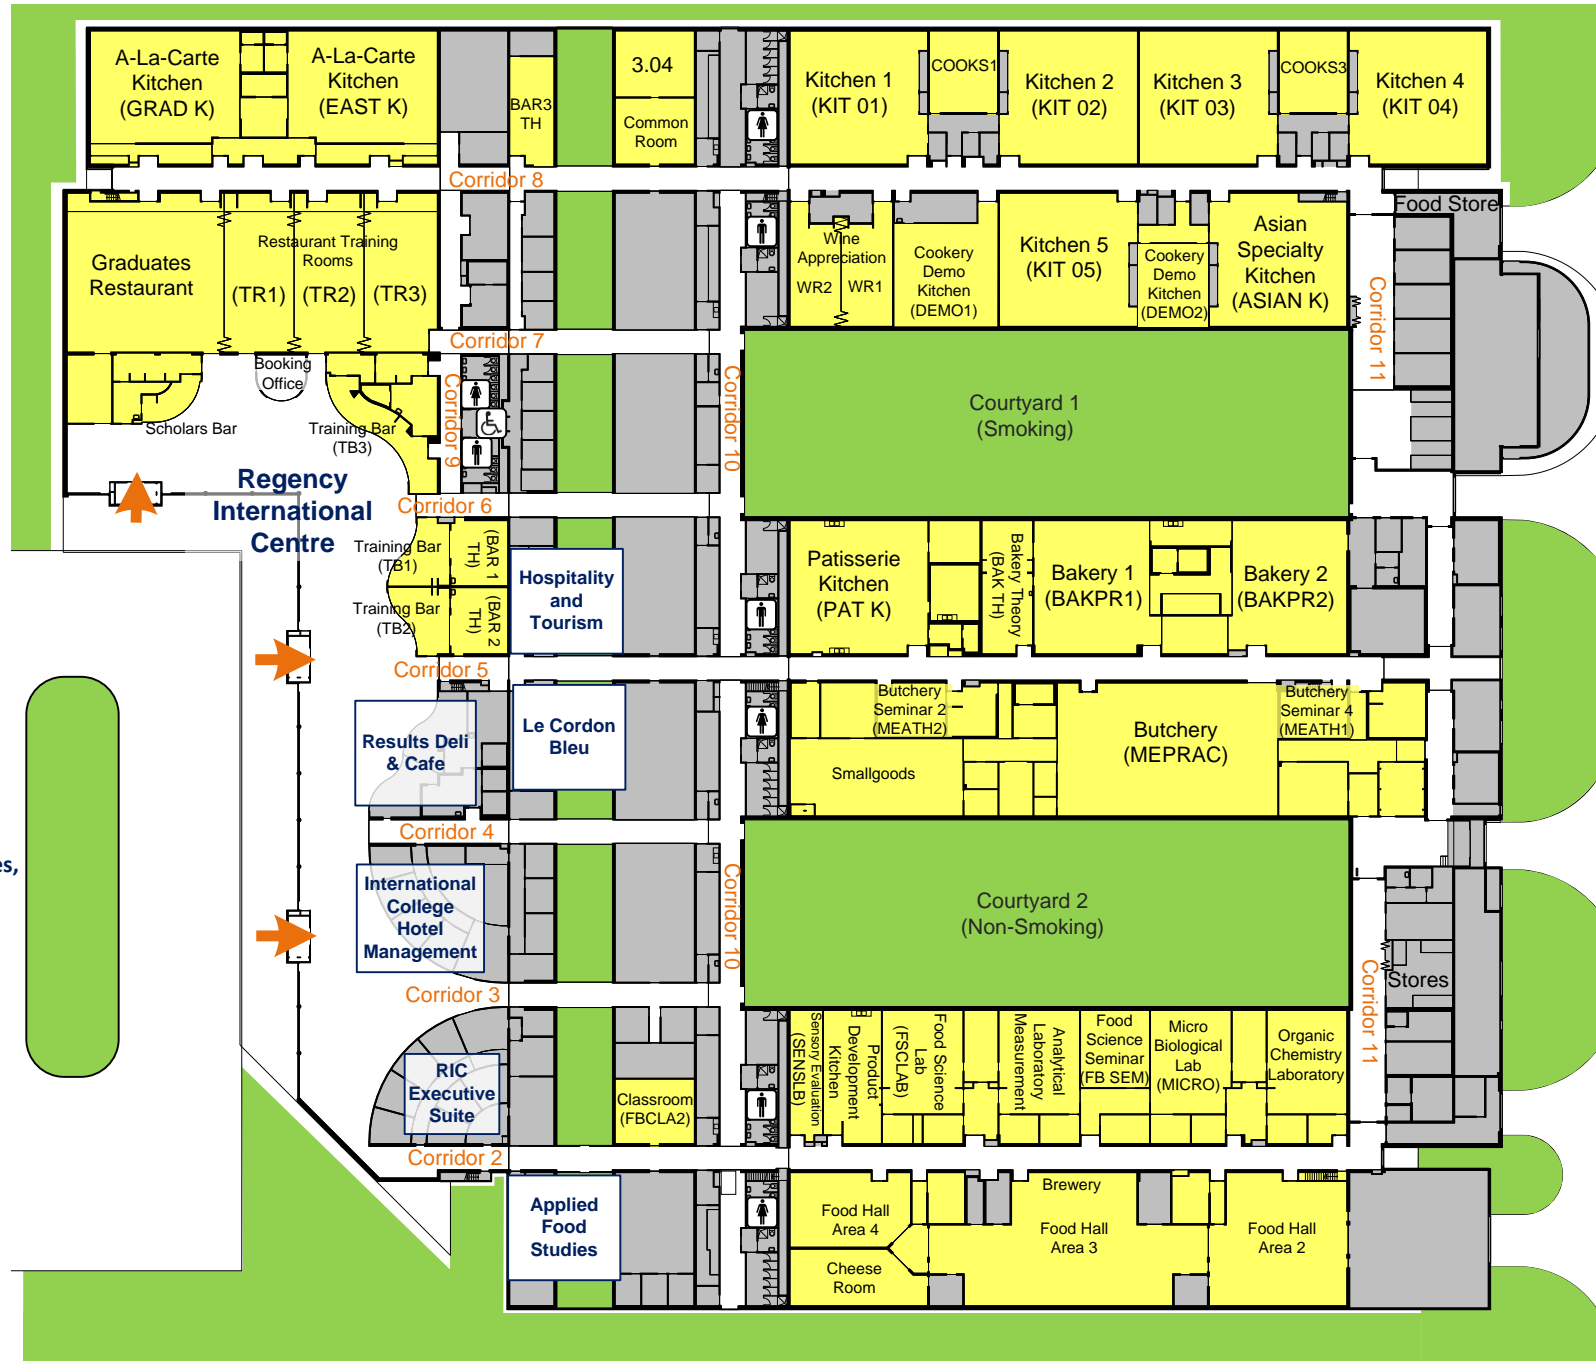 A-La-Carte
Kitchen
(GRAD K)
A-La-Carte
Kitchen
(EAST K)
BAR3
TH
3.04
Common
Room
Kitchen 1
(KIT 01)
COOKS1
Kitchen 2
(KIT 02)
Kitchen 3
(KIT 03)
COOKS3
Kitchen 4
(KIT 04)
Corridor 8
Food Store
Graduates
Restaurant
Restaurant Training
Rooms
(TR1)
(TR2)
(TR3)
Wine
Appreciation
WR2
WR1
Cookery
Demo
Kitchen
(DEMO1)
Kitchen 5
(KIT 05)
Cookery
Demo
Kitchen
(DEMO2)
Asian
Specialty
Kitchen
(ASIAN K)
Corridor 11
Corridor 7
Booking
Office
Scholars Bar
Training Bar
(TB3)
Corridor 9
Corridor 10
Courtyard 1
(Smoking)
Regency
International
Centre
Corridor 6
Training Bar
(TB1)
(BAR 1
TH)
Training Bar
(TB2)
(BAR 2
TH)
Hospitality
and
Tourism
Patisserie
Kitchen
(PAT K)
Bakery Theory
(BAK TH)
Bakery 1
(BAKPR1)
Bakery 2
(BAKPR2)
Corridor 5
Results Deli
& Cafe
Le Cordon
Bleu
Butchery
Seminar 2
(MEATH2)
Smallgoods
Butchery
(MEPRAC)
Butchery
Seminar 4
(MEATH1)
Corridor 4
es,
International
College
Hotel
Management
Corridor 10
Courtyard 2
(Non-Smoking)
Corridor 3
Corridor 11
Stores
RIC
Executive
Suite
Classroom
(FBCLA2)
Sensory Evaluation
(SENSLB)
Product
Development
Kitchen
Food Science
Lab
(FSCLAB)
Analytical
Laboratory
Measurement
Food
Science
Seminar
(FB SEM)
Micro
Biological
Lab
(MICRO)
Organic
Chemistry
Laboratory
Corridor 2
Applied
Food
Studies
Food Hall
Area 4
Cheese
Room
Brewery
Food Hall
Area 3
Food Hall
Area 2